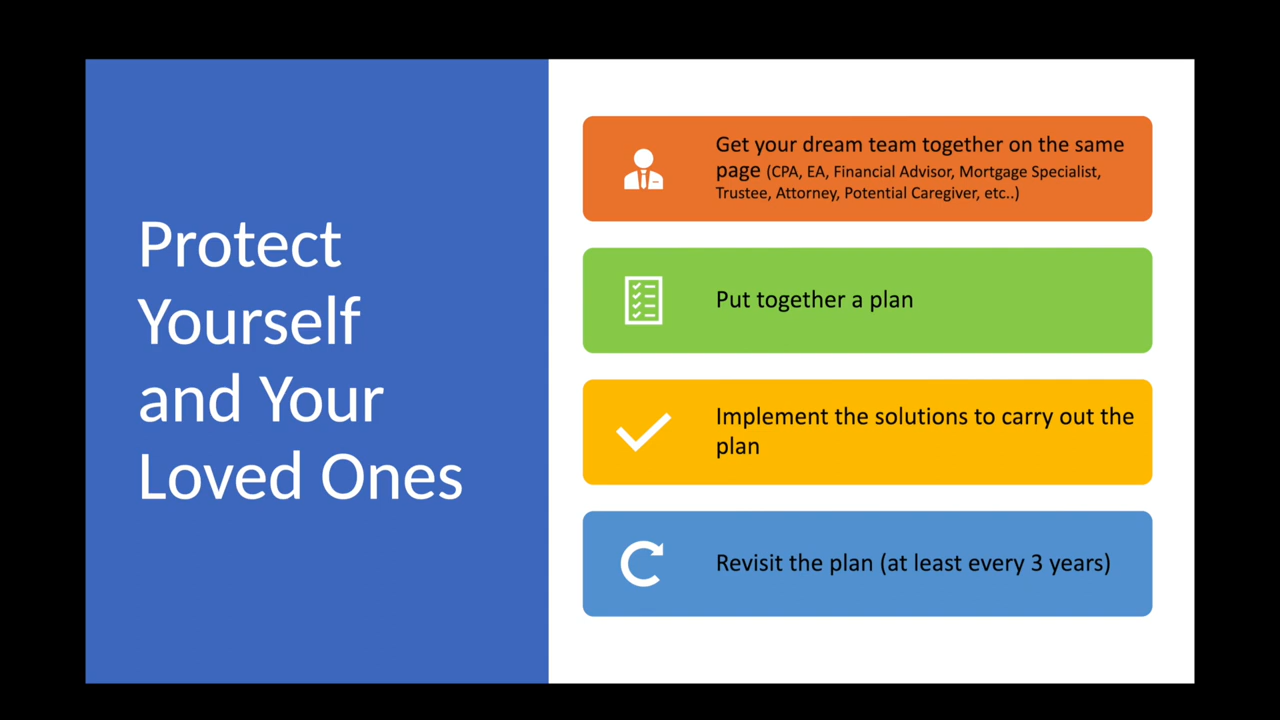 Protect
Yourself
and Your
Loved Ones
Get your dream team together on the same
page (CPA, EA, Financial Advisor, Mortgage Specialist,
Trustee, Attorney, Potential Caregiver, etc..)
Put together a plan
Implement the solutions to carry out the
plan
Revisit the plan (at least every 3 years)